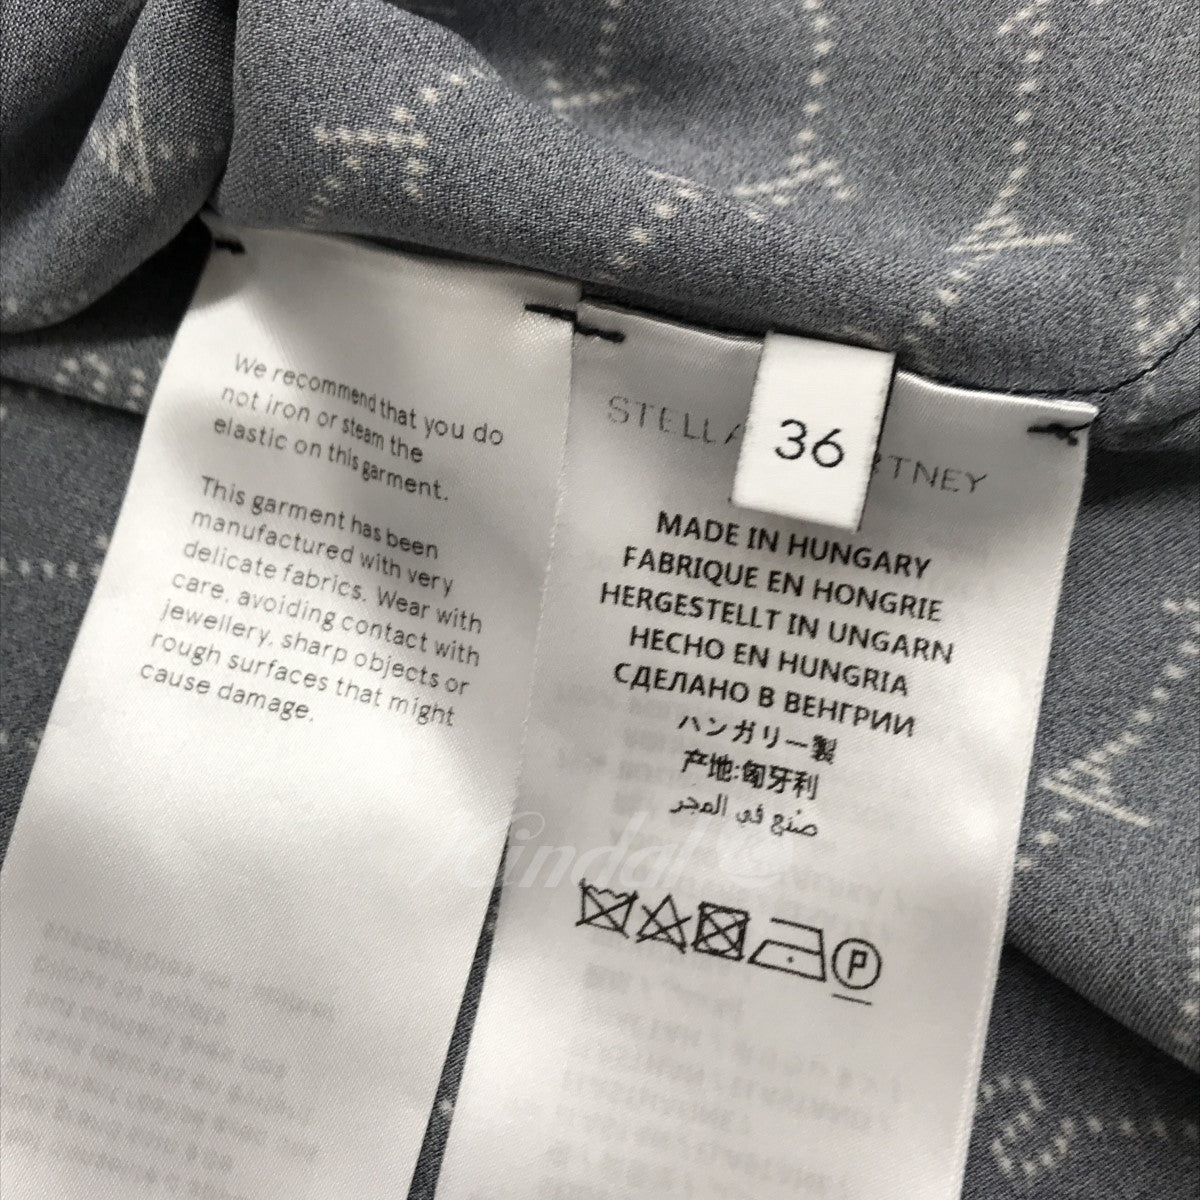 We recommend that you do
not iron or steam the
elastic on this garment.
This garment has been
manufactured with very
delicate fabrics. Wear with
care, avoiding contact with
jewellery, sharp objects or
rough surfaces that might
cause damage.
STELLA RTNEY
36
MADE IN HUNGARY
FABRIQUE EN HONGRIE
HERGESTELLT IN UNGARN
HECHO EN HUNGRIA
СДЕЛАНО В ВЕНГРИИ
ハンガリー製
产地:匈牙利
صنع في المجر
P
Kindal